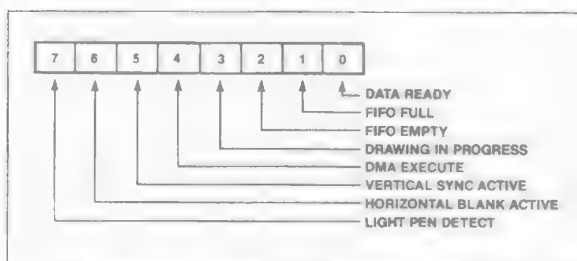 7 6 5 4 3 2 1 0
DATA READY
FIFO FULL
FIFO EMPTY
DRAWING IN PROGRESS
DMA EXECUTE
VERTICAL SYNC ACTIVE
HORIZONTAL BLANK ACTIVE
LIGHT PEN DETECT